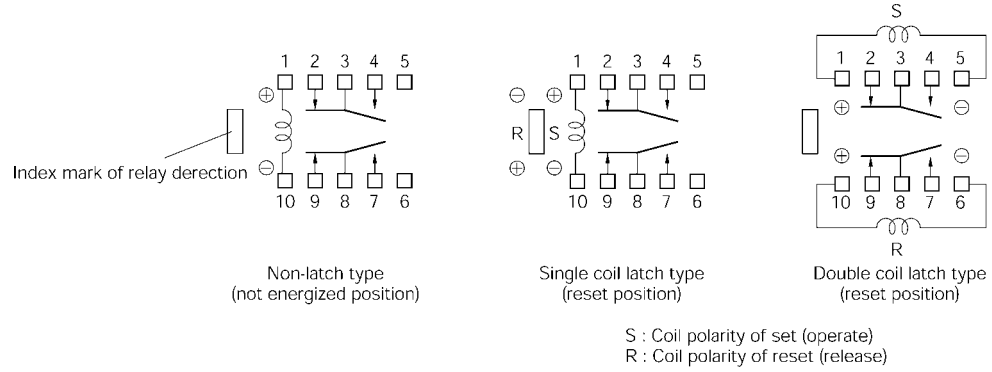 S
1 2 3 4 5
1 2 3 4 5
1 2 3 4 5
⊕
⊖ ⊕
⊕ ⊖
R S
Index mark of relay derection
⊖
⊕ ⊕
⊕ ⊖
10 9 8 7 6
10 9 8 7 6
10 9 8 7 6
R
Non-latch type
(not energized position)
Single coil latch type
(reset position)
Double coil latch type
(reset position)
S : Coil polarity of set (operate)
R : Coil polarity of reset (release)